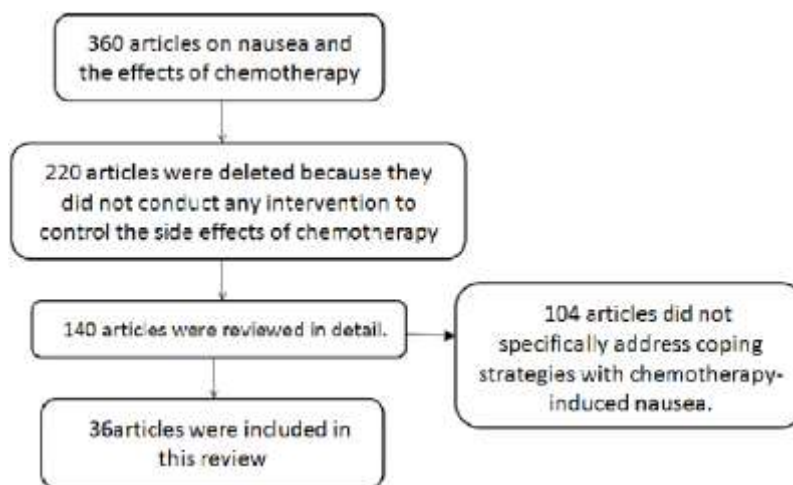 360 articles on nausea and
the effects of chemotherapy
220 articles were deleted because they
did not conduct any intervention to
control the side effects of chemotherapy
140 articles were reviewed in detail.
104 articles did not
specifically address coping
strategies with chemotherapy-
induced nausea.
36articles were included in
this review